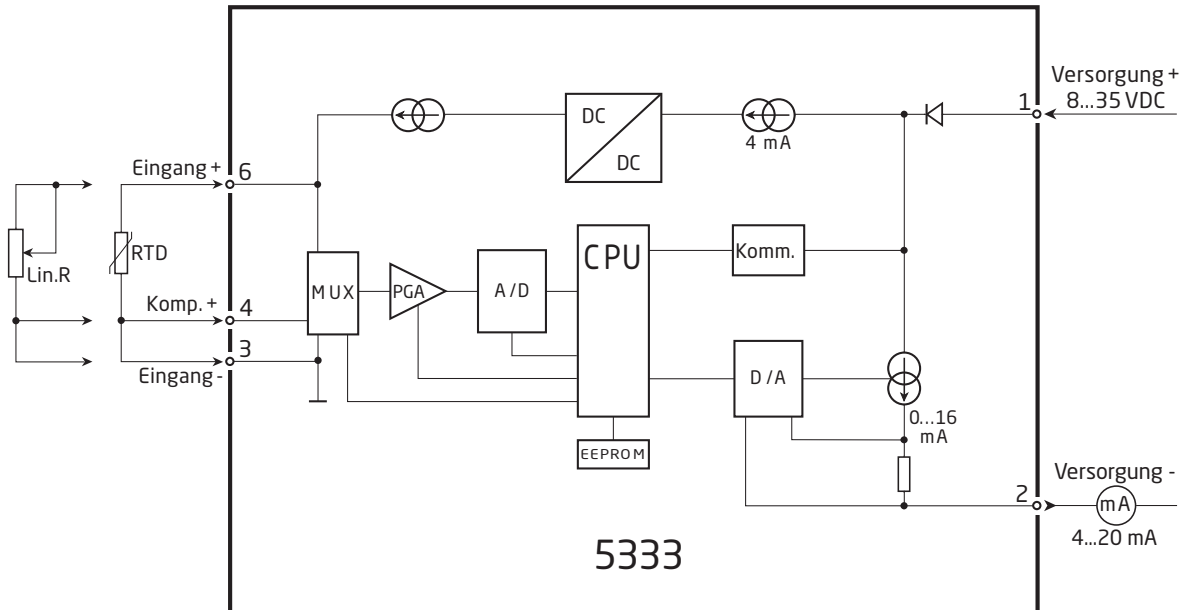 Versorgung +
8...35 VDC
1
DC
DC
4 mA
Eingang +
6
RTD
Lin.R
CPU
Komm.
MUX
PGA
A/D
Komp. +
4
3
Eingang -
D/A
0...16
mA
EEPROM
Versorgung -
2
mA
4...20 mA
5333